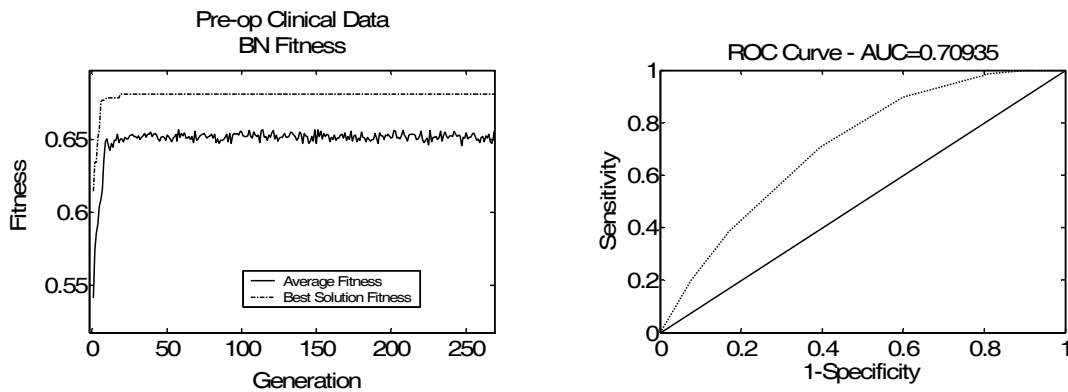 Pre-op Clinical Data
BN Fitness
Fitness
0.65
0.6
0.55
Average Fitness
Best Solution Fitness
0
50
100
150
200
250
Generation
ROC Curve - AUC=0.70935
Sensitivity
1
0.8
0.6
0.4
0.2
0
0
0.2
0.4
0.6
0.8
1
1-Specificity